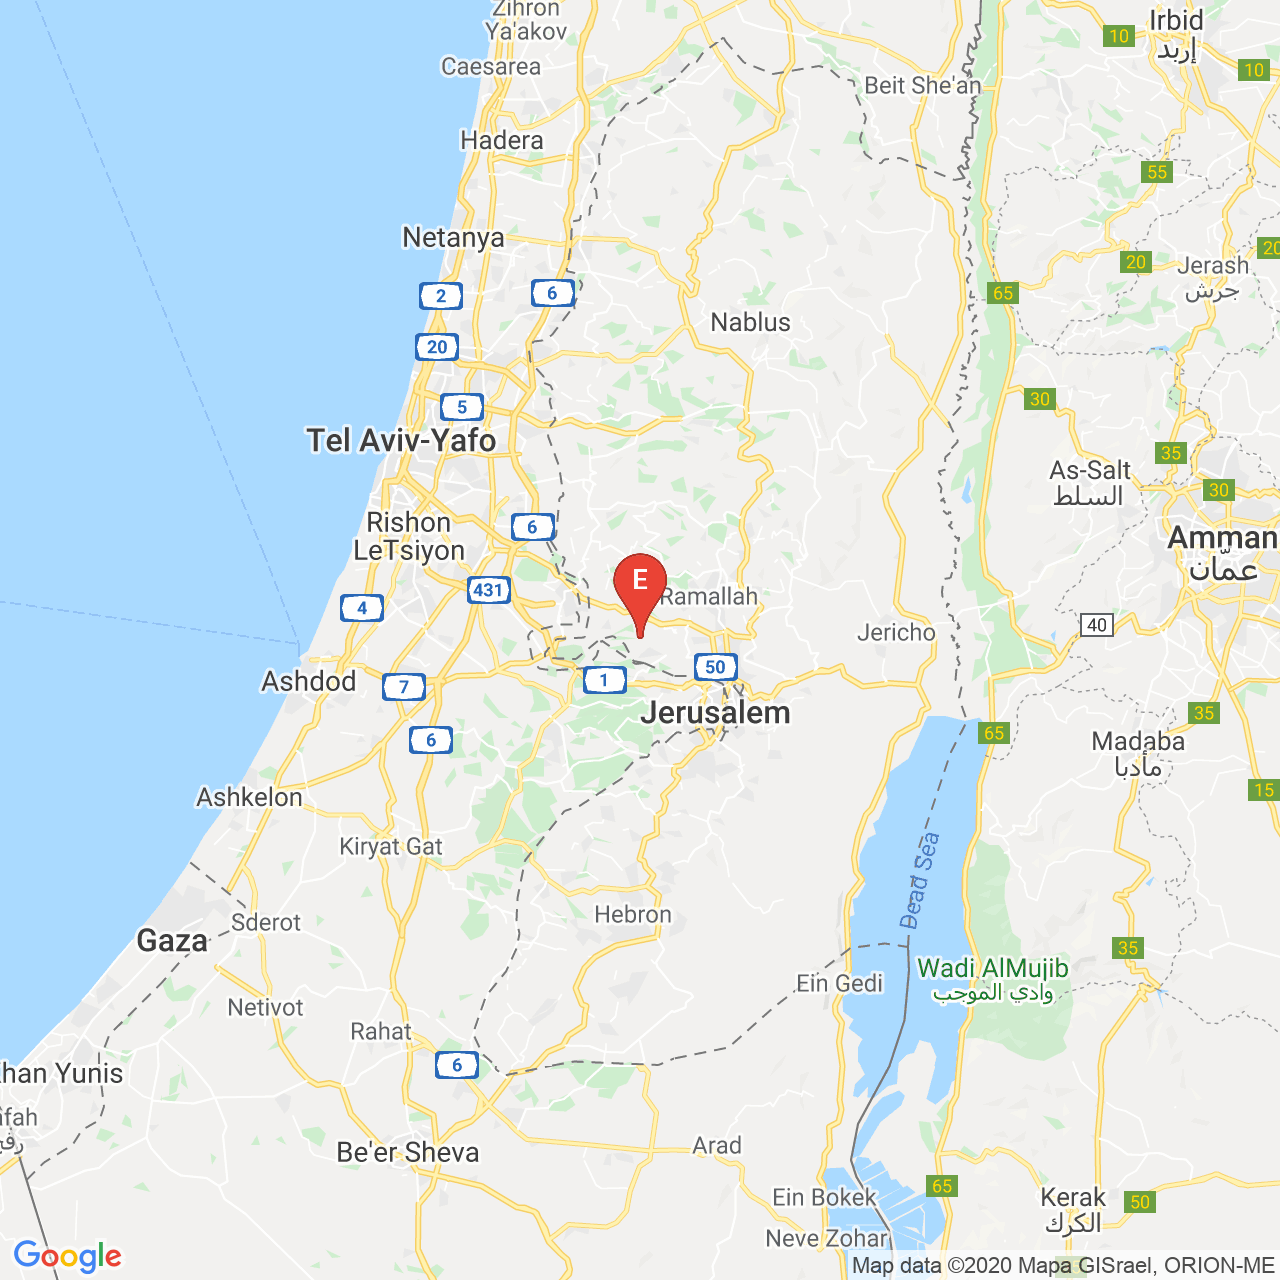 Zihron
Ya'akov
Irbid
إربد
10
Caesarea
10
Beit She'an
Hadera
55
Netanya
20
20
Jerash
جرش
2
6
65
Nablus
20
30
5
Tel Aviv-Yafo
35
As-Salt
السلط
30
Rishon
LeTsiyon
6
Amman
عمّان
E
431
Ramallah
4
40
Jericho
50
Ashdod
7
1
Jerusalem
35
65
6
Madaba
مأدبا
Ashkelon
15
Kiryat Gat
Dead Sea
Hebron
Sderot
Gaza
35
Wadi AlMujib
وادي الموجب
Ein Gedi
Netivot
Rahat
6
Khan Yunis
ifah
Arad
Be'er Sheva
65
Ein Bokek
Kerak
الكرك
50
Neve Zohar
Google
Map data ©2020 Mapa GISrael, ORION-ME